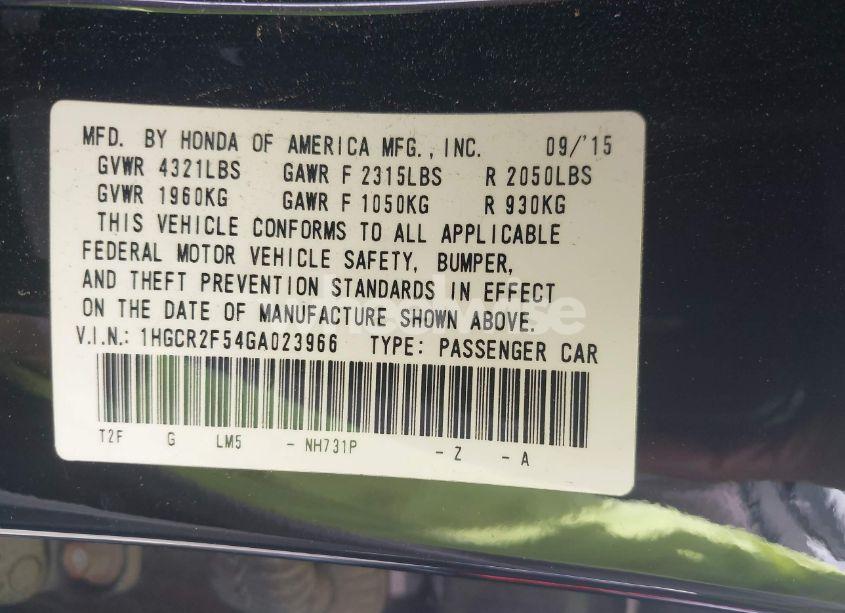 MFD. BY HONDA OF AMERICA MFG., INC. 09/'15
GVWR 4321LBS GAWR F 2315LBS R 2050LBS
GVWR 1960KG GAWR F 1050KG R 930KG
THIS VEHICLE CONFORMS TO ALL APPLICABLE
FEDERAL MOTOR VEHICLE SAFETY, BUMPER,
AND THEFT PREVENTION STANDARDS IN EFFECT
ON THE DATE OF MANUFACTURE SHOWN ABOVE.
V.I.N.: 1HGCR2F54GA023966 TYPE: PASSENGER CAR
T2F G LM5 - NH731P - Z - A